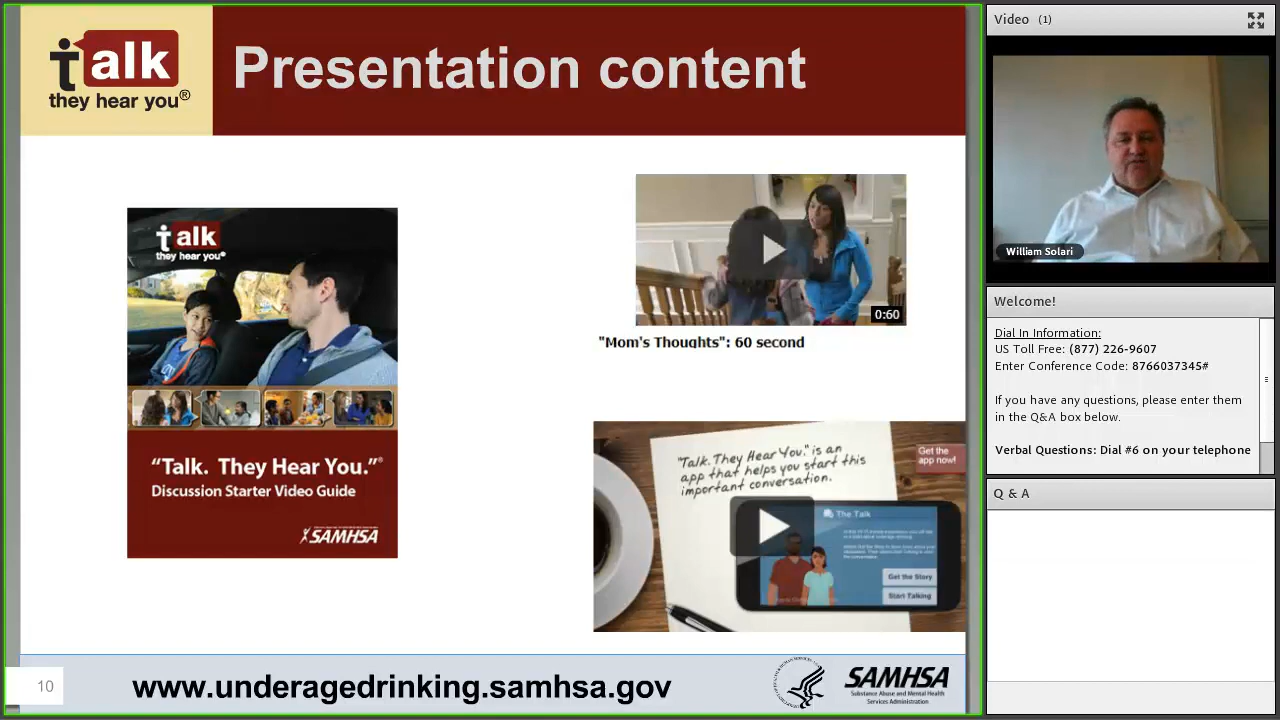 talk
they hear you®
Presentation content
talk
they hear you®
"Talk. They Hear You."®
Discussion Starter Video Guide
SAMHSA
0:60
"Mom's Thoughts": 60 second
"Talk. They Hear You." is an
app that helps you start this
important conversation.
Get the
app now!
The Talk
Get the Story
Start Talking
10
www.underagedrinking.samhsa.gov
SAMHSA
Substance Abuse and Mental Health
Services Administration
Video (1)
William Solari
Welcome!
Dial In Information:
US Toll Free: (877) 226-9607
Enter Conference Code: 8766037345#
If you have any questions, please enter them
in the Q&A box below.
Verbal Questions: Dial #6 on your telephone
Q & A